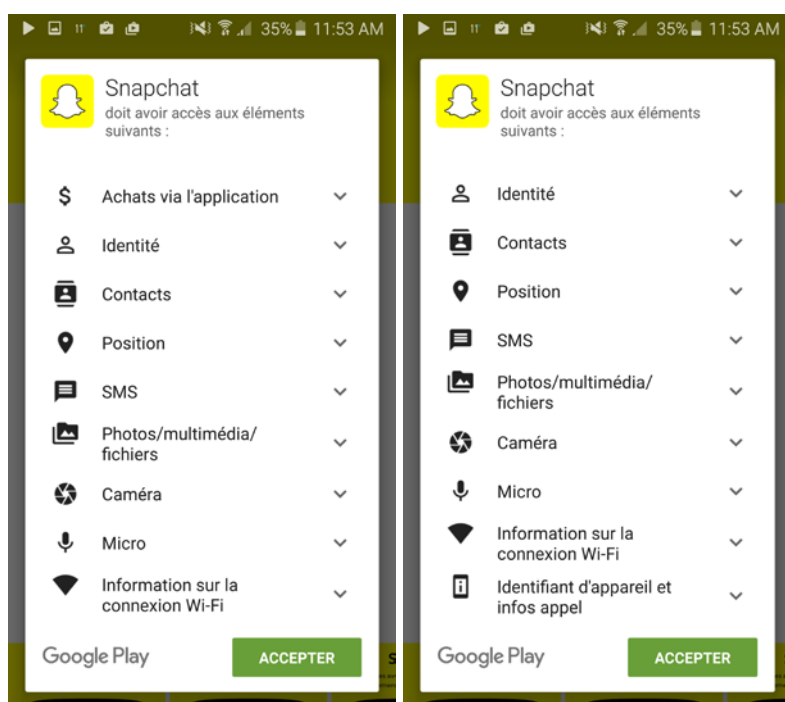 35% 11:53 AM
Snapchat
doit avoir accès aux éléments
suivants :
$ Achats via l'application
Identité
Contacts
Position
SMS
Photos/multimédia/
fichiers
Caméra
Micro
Information sur la
connexion Wi-Fi
Google Play
ACCEPTER
35% 11:53 AM
Snapchat
doit avoir accès aux éléments
suivants :
Identité
Contacts
Position
SMS
Photos/multimédia/
fichiers
Caméra
Micro
Information sur la
connexion Wi-Fi
Identifiant d'appareil et
infos appel
Google Play
ACCEPTER